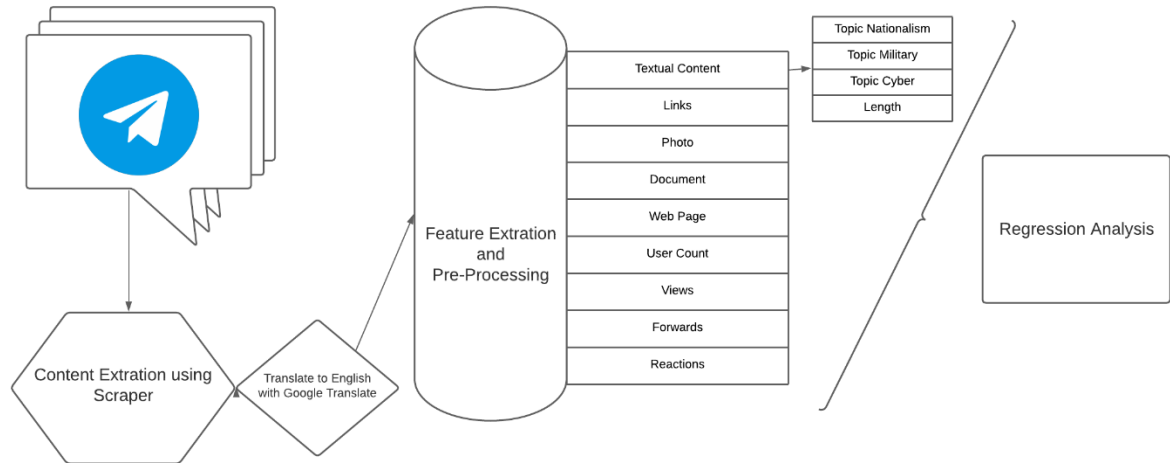 Content Extration using
Scraper
Translate to English
with Google Translate
Feature Extration
and
Pre-Processing
Textual Content
Links
Photo
Document
Web Page
User Count
Views
Forwards
Reactions
Topic Nationalism
Topic Military
Topic Cyber
Length
Regression Analysis